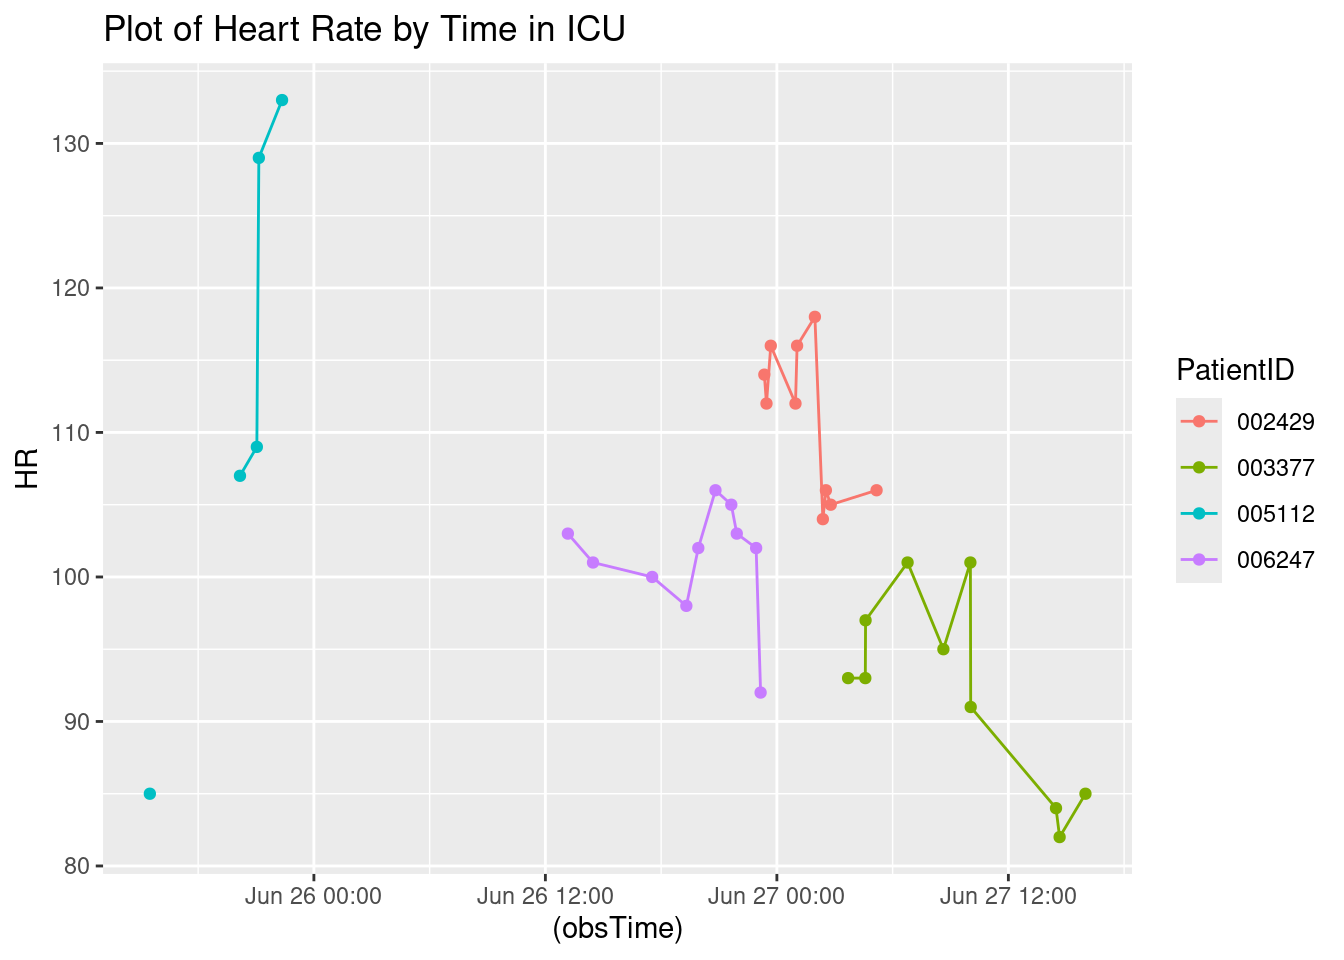 Plot of Heart Rate by Time in ICU
HR
130
120
110
100
90
80
Jun 26 00:00
Jun 26 12:00
Jun 27 00:00
Jun 27 12:00
(obsTime)
PatientID
002429
003377
005112
006247